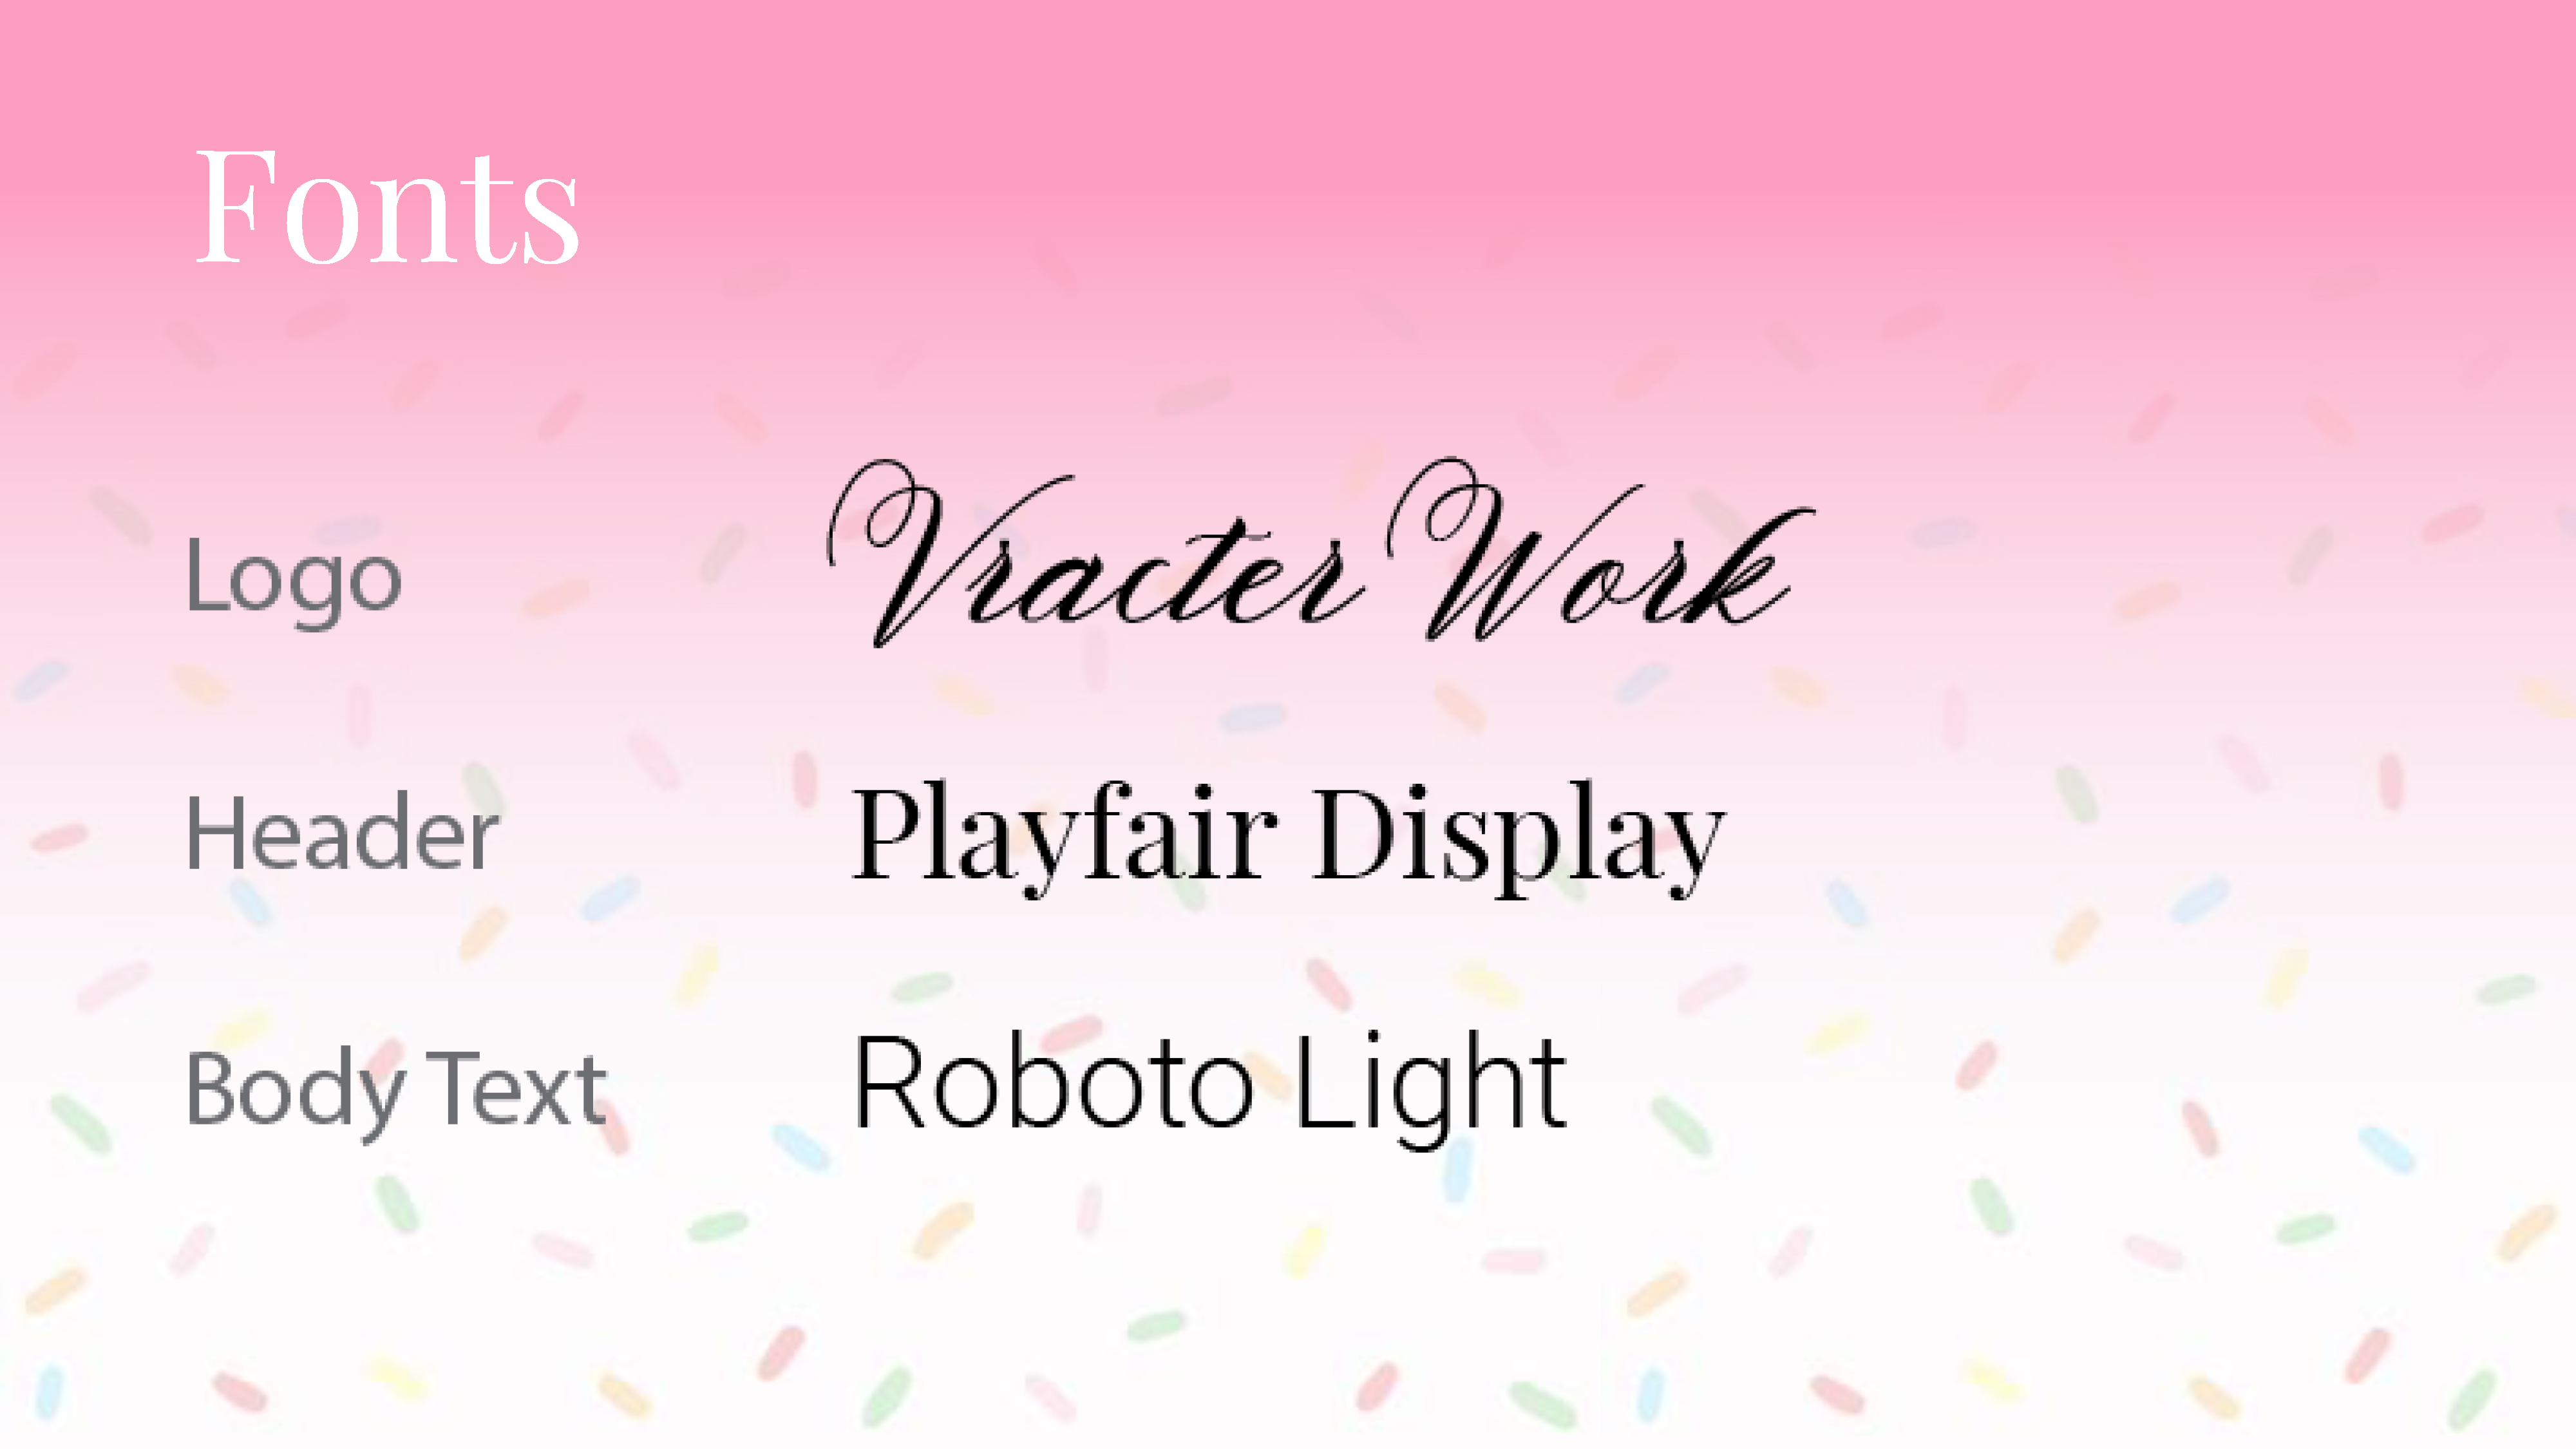 Fonts
Logo
Vracter Work
Header
Playfair Display
Body Text
Roboto Light